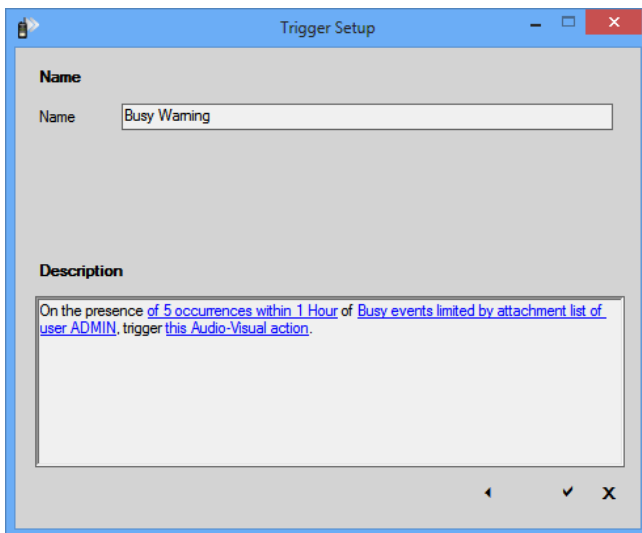 Trigger Setup
Name
Name
Busy Warning
Description
On the presence of 5 occurrences within 1 Hour of Busy events limited by attachment list of
user ADMIN, trigger this Audio-Visual action.